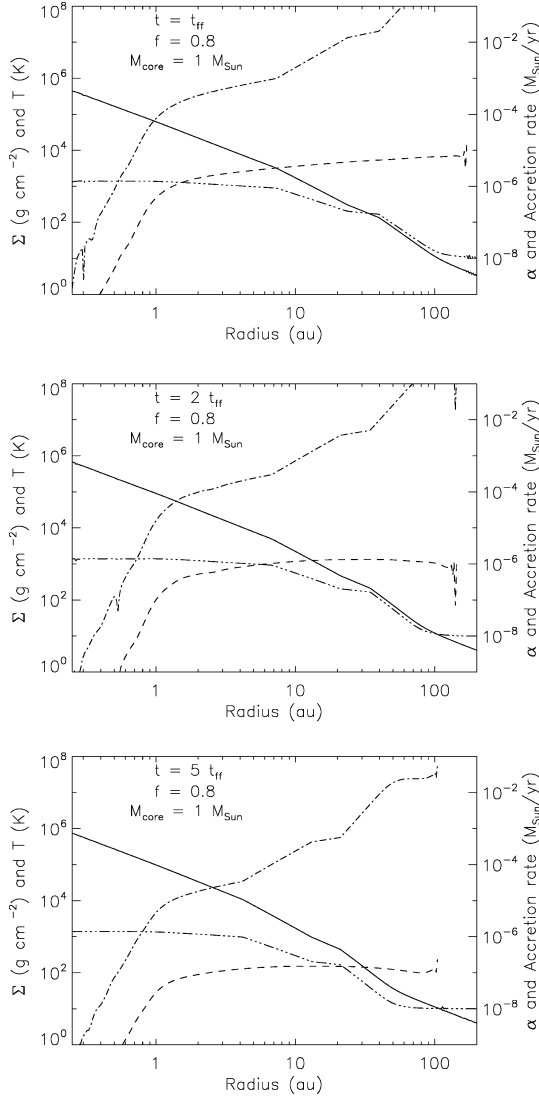 10^8
10^6
10^4
10^2
10^0
Σ (g cm^-2) and T (K)
t = t_ff
f = 0.8
M_core = 1 M_Sun
10^-2
10^-4
10^-6
10^-8
α and Accretion rate (M_Sun/yr)
1 10 100
Radius (au)
10^8
10^6
10^4
10^2
10^0
Σ (g cm^-2) and T (K)
t = 2 t_ff
f = 0.8
M_core = 1 M_Sun
10^-2
10^-4
10^-6
10^-8
α and Accretion rate (M_Sun/yr)
1 10 100
Radius (au)
10^8
10^6
10^4
10^2
10^0
Σ (g cm^-2) and T (K)
t = 5 t_ff
f = 0.8
M_core = 1 M_Sun
10^-2
10^-4
10^-6
10^-8
α and Accretion rate (M_Sun/yr)
1 10 100
Radius (au)